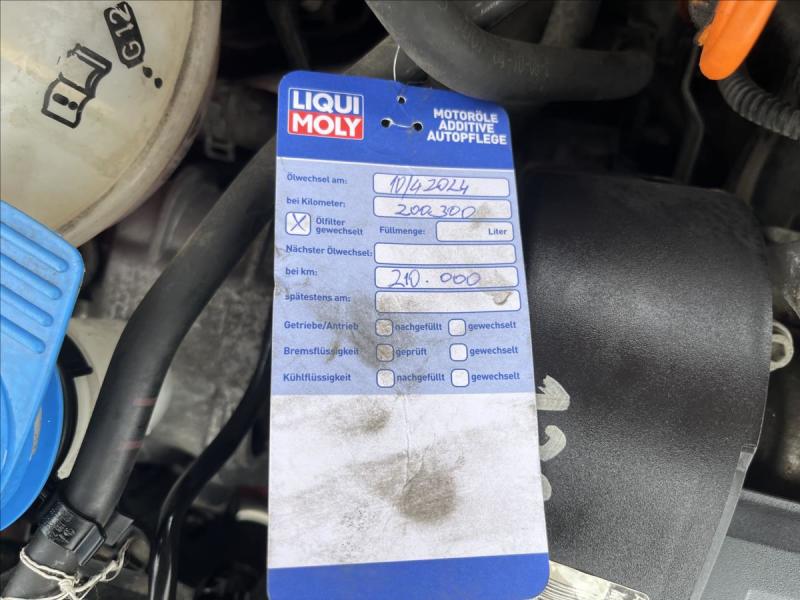 G12
LIQUI
MOLY
MOTORÖLE
ADDITIVE
AUTOPFLEGE
Ölwechsel am: 10/4 2024
bei Kilometer: 200.300
X Ölfilter gewechselt Füllmenge: Liter
Nächster Ölwechsel:
bei km: 210.000
spätestens am:
Getriebe/Antrieb nachgefüllt gewechselt
Bremsflüssigkeit geprüft gewechselt
Kühlflüssigkeit nachgefüllt gewechselt